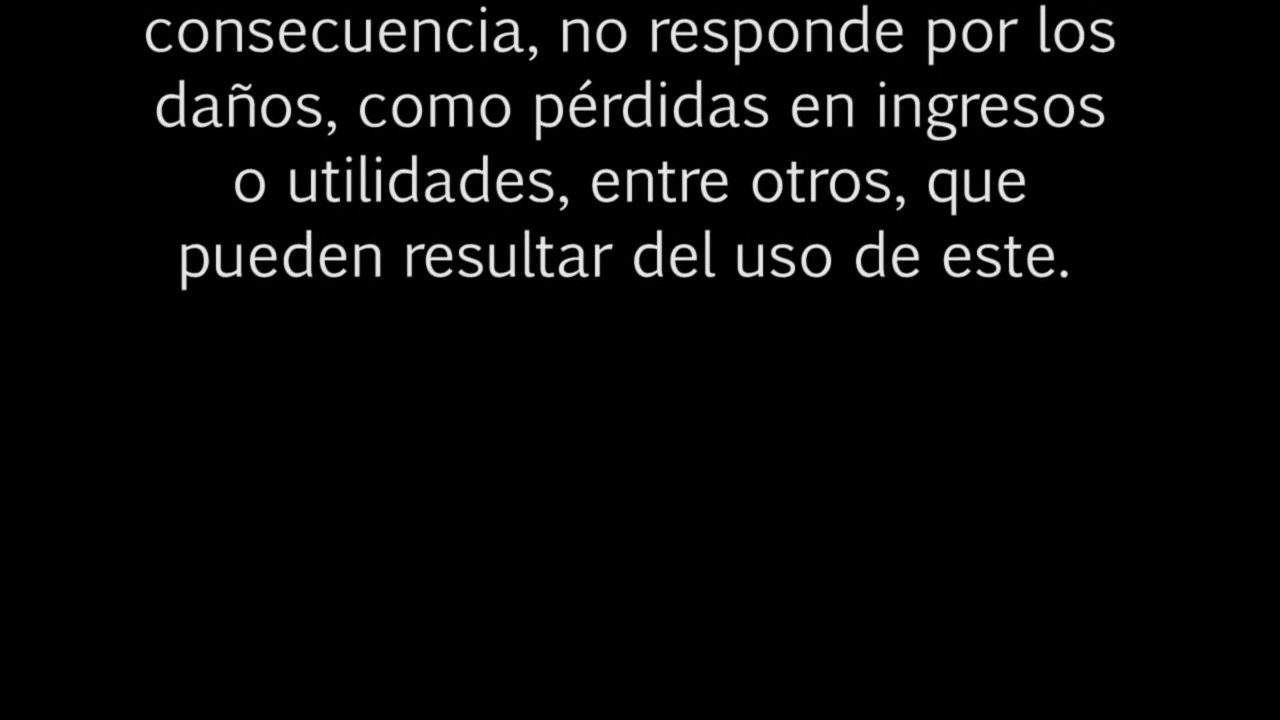 consecuencia, no responde por los
daños, como pérdidas en ingresos
o utilidades, entre otros, que
pueden resultar del uso de este.